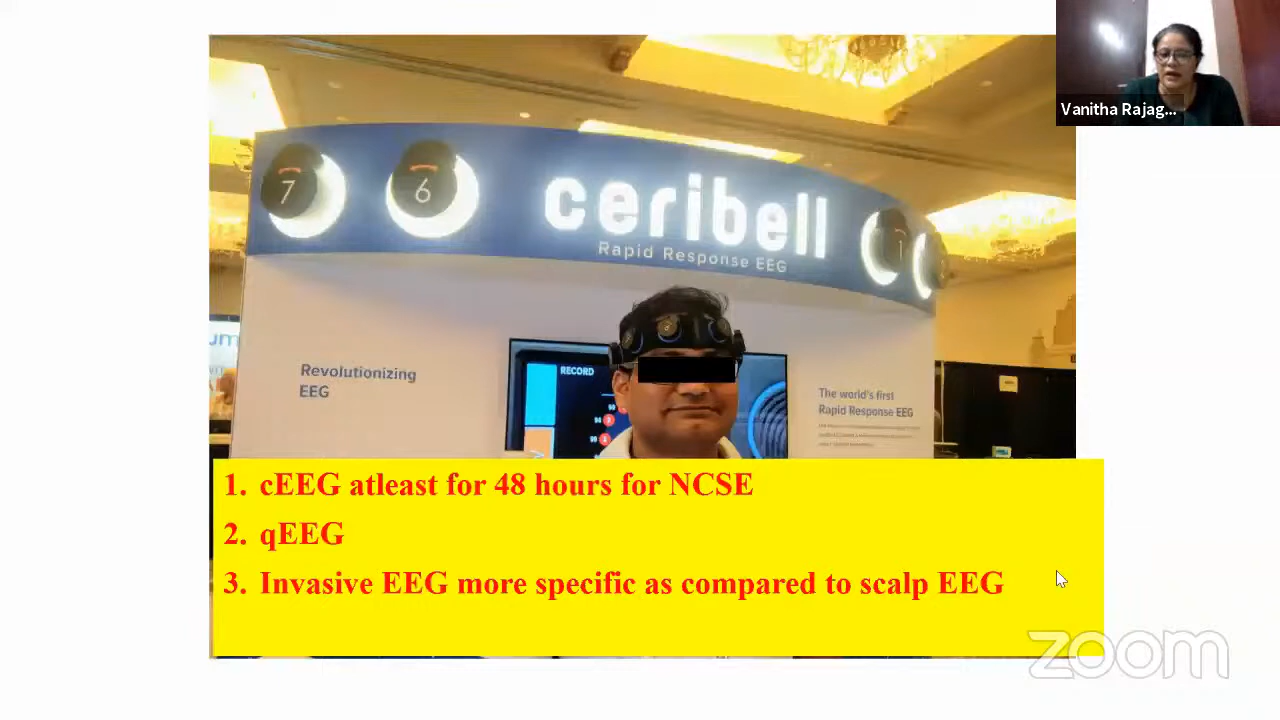 Vanitha Rajag...
7
6
ceribell
1
Rapid Response EEG
um
Revolutionizing
EEG
RECORD
The world's first
Rapid Response EEG
1. cEEG atleast for 48 hours for NCSE
2. qEEG
3. Invasive EEG more specific as compared to scalp EEG
zoom